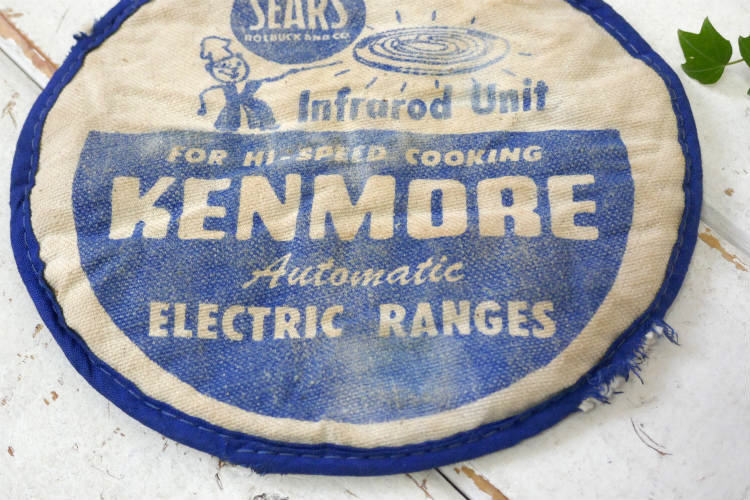 SEARS
ROEBUCK AND CO.
Infrarod Unit
FOR HI-SPEED COOKING
KENMORE
Automatic
ELECTRIC RANGES